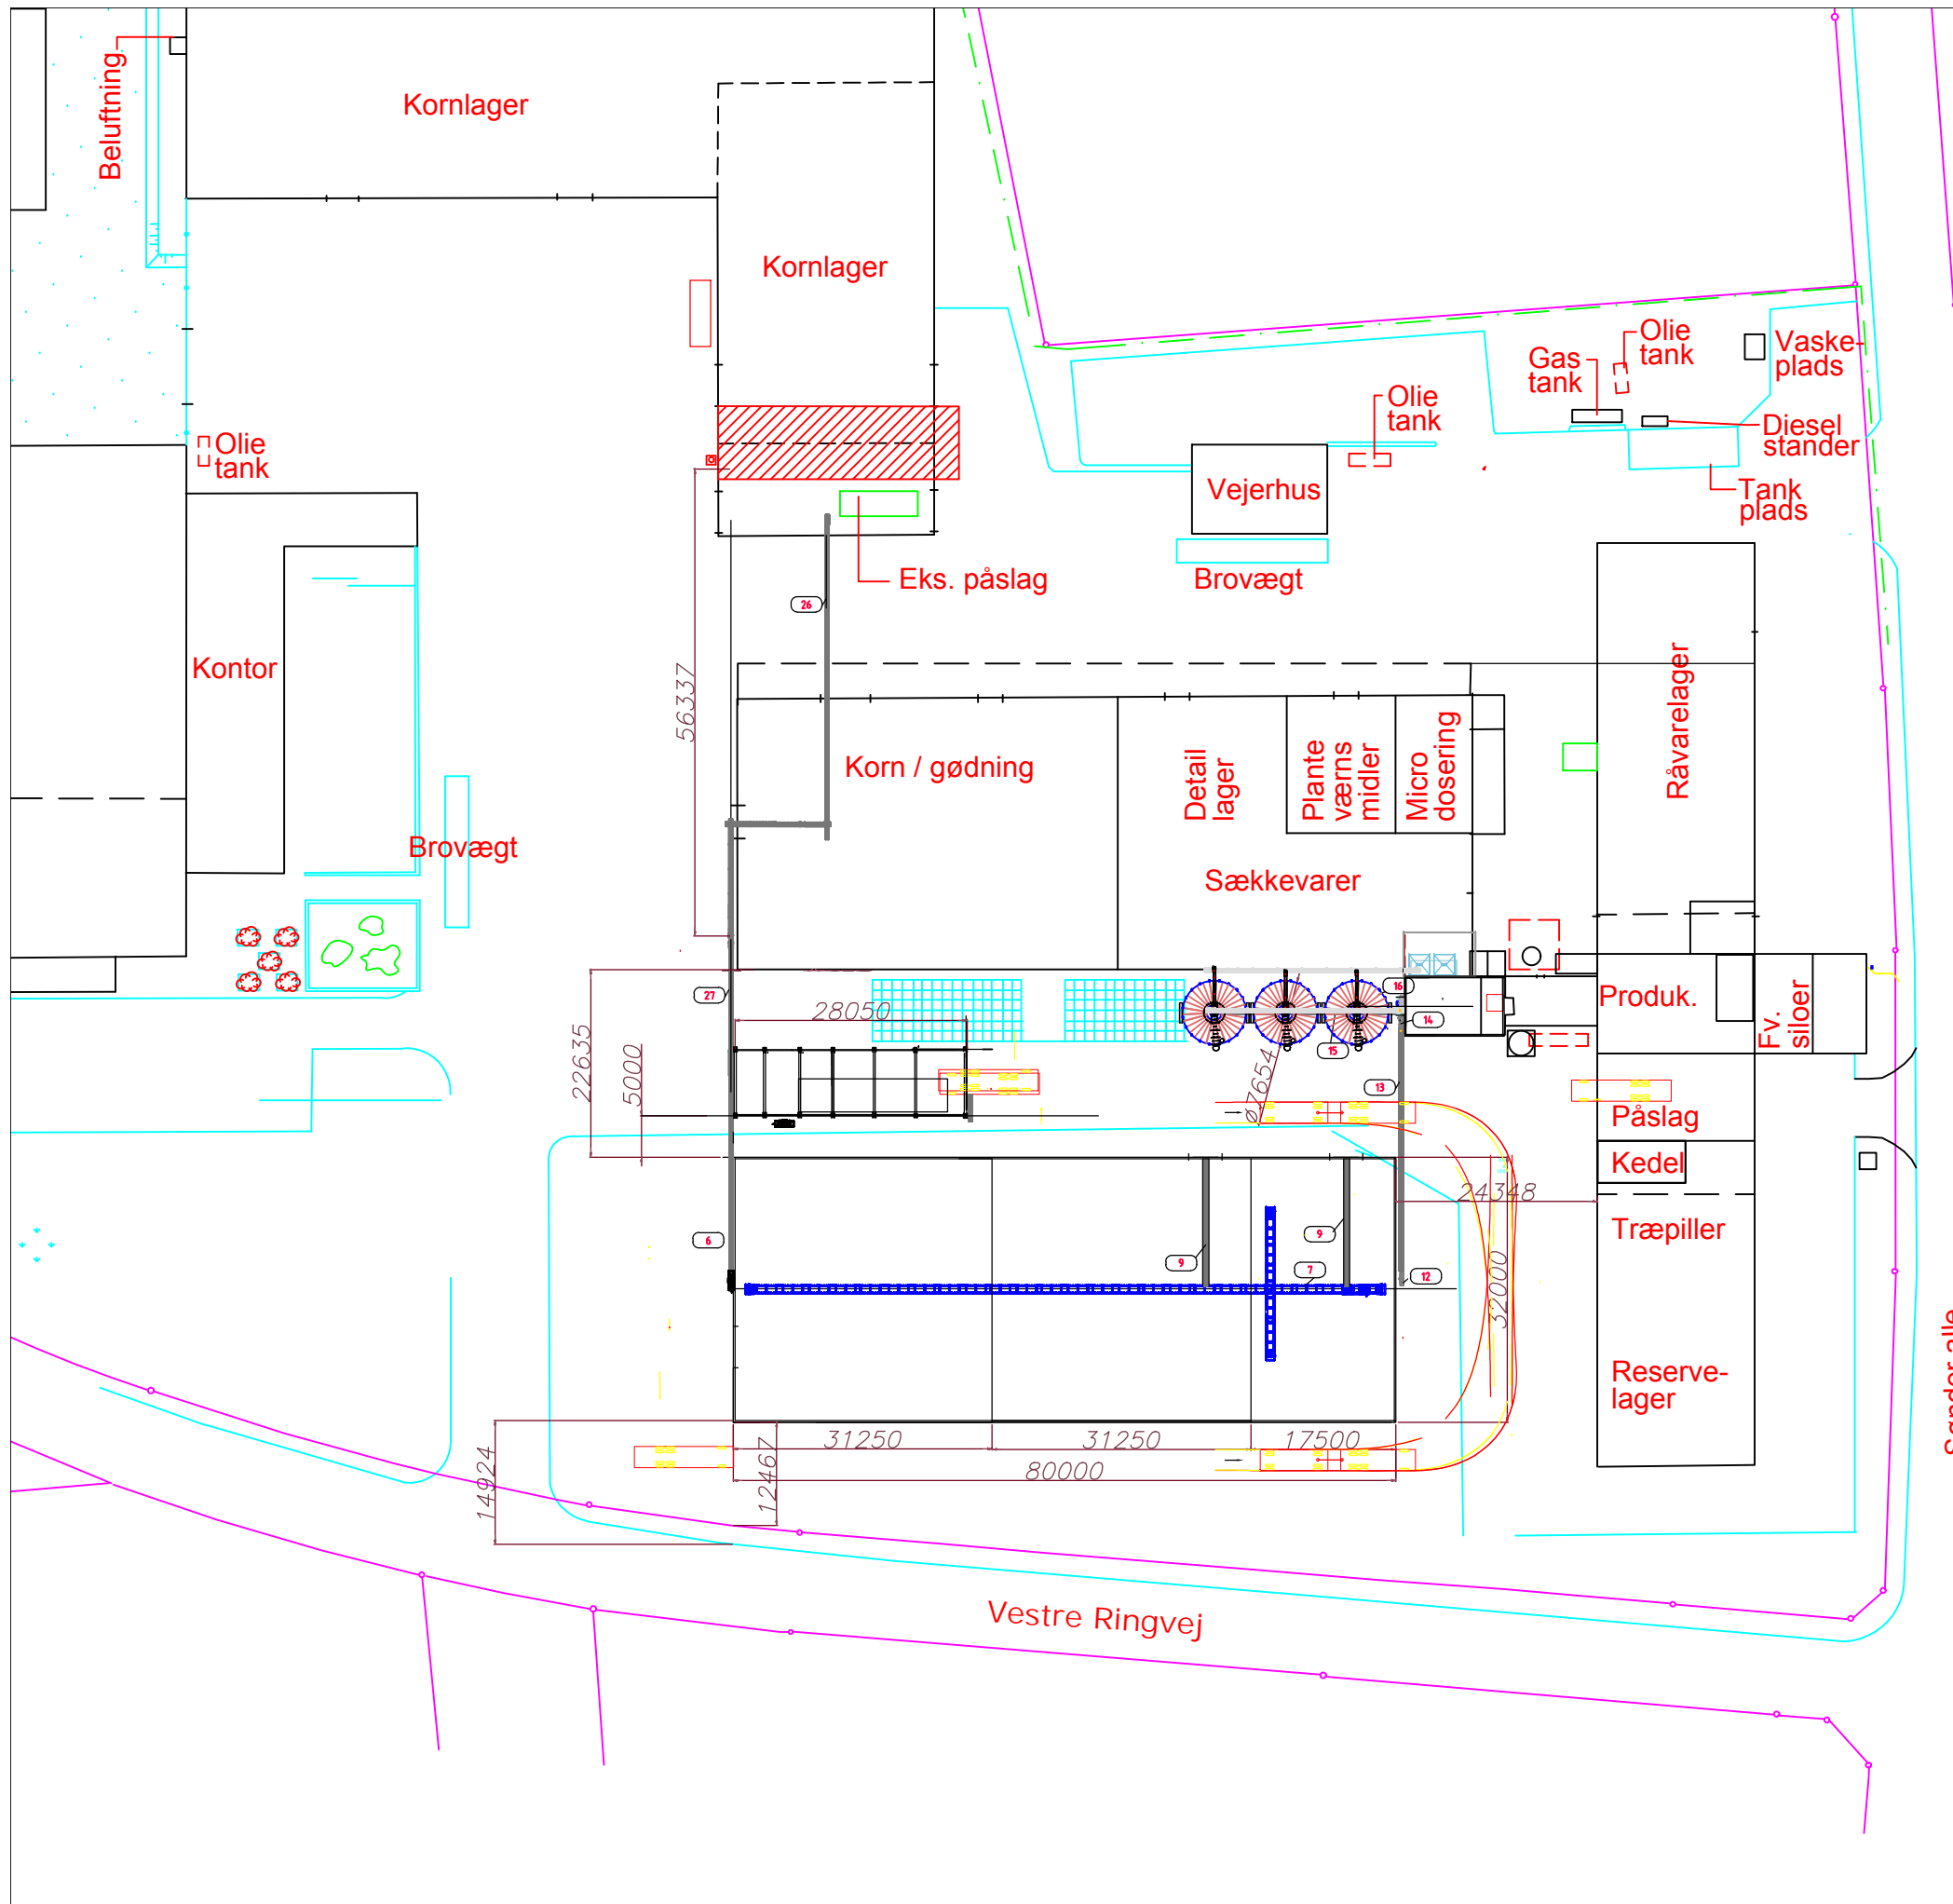 Beluftning
Kornlager
Kornlager
Olie
tank
Gas
tank
Vaske-
plads
Olie
tank
Diesel
stander
Olie
tank
Vejerhus
Tank
plads
Eks. påslag
Brovægt
26
Kontor
56337
Råvarelager
Korn / gødning
Detail
lager
Plante
værns
midler
Micro
dosering
Brovægt
Sækkevarer
27
16
Produk.
Fv.
siloer
28050
14
15
22635
5000
ø7654
13
Påslag
Kedel
24348
Træpiller
6
9
9
7
12
32000
Sønder alle
Reserve-
lager
31250
31250
17500
80000
14924
12467
Vestre Ringvej